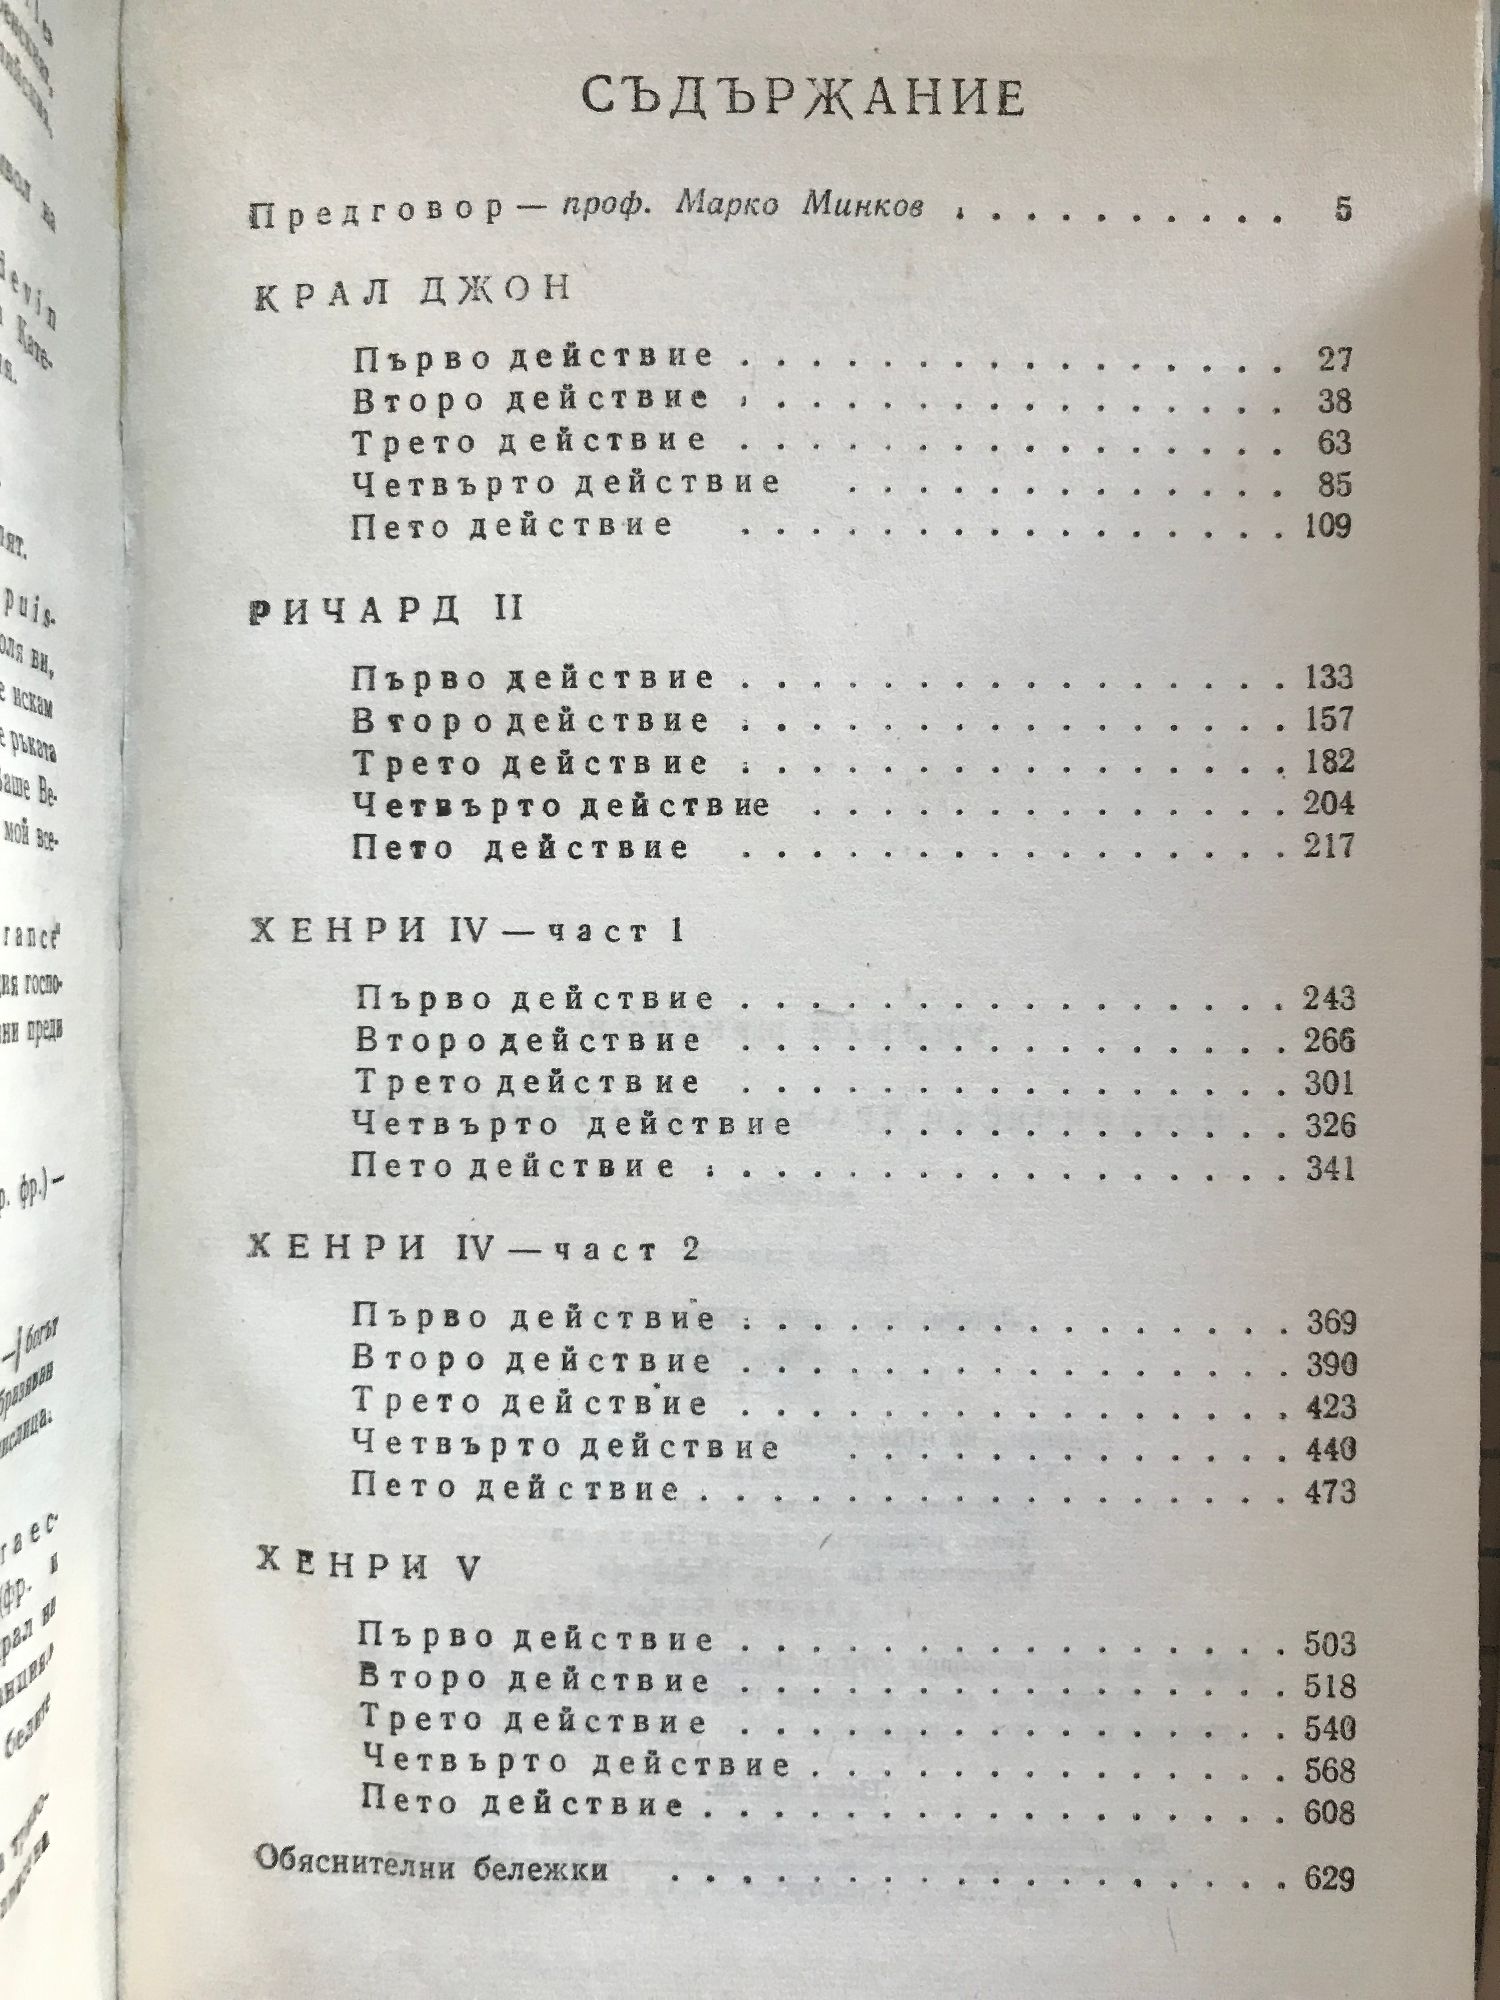 СЪДЪРЖАНИЕ
Предговор — проф. Марко Минков . . . . . . . . . . 5
КРАЛ ДЖОН
Първо действие . . . . . . . . . . . . . . . . 27
Второ действие . . . . . . . . . . . . . . . . 38
Трето действие . . . . . . . . . . . . . . . . 63
Четвърто действие . . . . . . . . . . . . . 85
Пето действие . . . . . . . . . . . . . . . . 109
РИЧАРД II
Първо действие . . . . . . . . . . . . . . . . 133
Второ действие . . . . . . . . . . . . . . . . 157
Трето действие . . . . . . . . . . . . . . . . 182
Четвърто действие . . . . . . . . . . . . . . 204
Пето действие . . . . . . . . . . . . . . . . 217
ХЕНРИ IV — част 1
Първо действие . . . . . . . . . . . . . . . . 243
Второ действие . . . . . . . . . . . . . . . . 266
Трето действие . . . . . . . . . . . . . . . . 301
Четвърто действие . . . . . . . . . . . . 326
Пето действие . . . . . . . . . . . . . . . . . 341
ХЕНРИ IV — част 2
Първо действие . . . . . . . . . . . . . . . . 369
Второ действие . . . . . . . . . . . . . . . . 390
Трето действие . . . . . . . . . . . . . . . . 423
Четвърто действие . . . . . . . . . . . . . 440
Пето действие . . . . . . . . . . . . . . . . . 473
ХЕНРИ V
Първо действие . . . . . . . . . . . . . . . . 503
Второ действие . . . . . . . . . . . . . . . . 518
Трето действие . . . . . . . . . . . . . . . . 540
Четвърто действие . . . . . . . . . . . . . . 568
Пето действие . . . . . . . . . . . . . . . . . 608
Обяснителни бележки . . . . . . . . . . . . . . . . . . 629